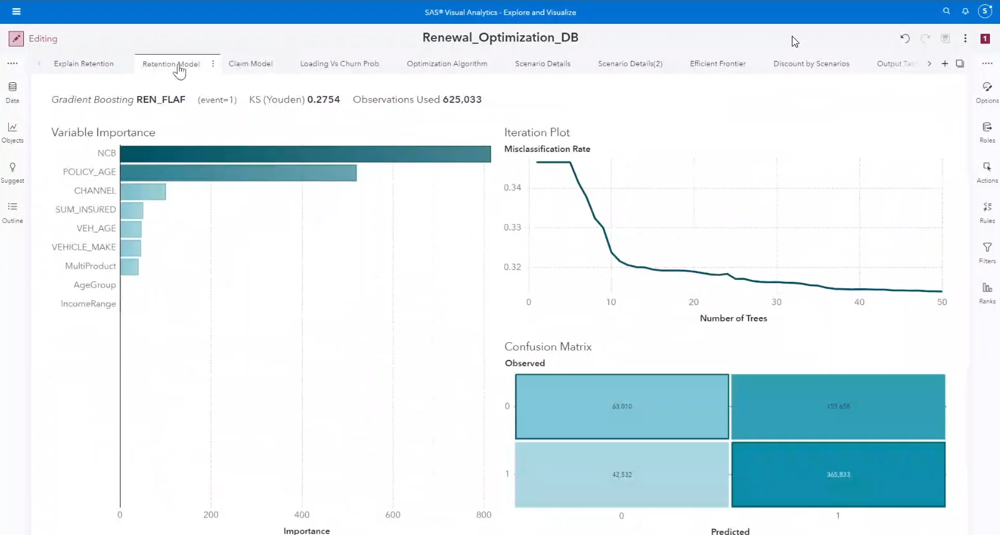 SAS® Visual Analytics - Explore and Visualize
S
Editing
Renewal_Optimization_DB
1
Explain Retention
Retention Model
Claim Model
Loading Vs Churn Prob
Optimization Algorithm
Scenario Details
Scenario Details(2)
Efficient Frontier
Discount by Scenarios
Output
Data
Objects
Suggest
Outline
Options
Roles
Actions
Rules
Filters
Ranks
Gradient Boosting REN_FLAF (event=1) KS (Youden) 0.2754 Observations Used 625,033
Variable Importance
NCB
POLICY_AGE
CHANNEL
SUM_INSURED
VEH_AGE
VEHICLE_MAKE
MultiProduct
AgeGroup
IncomeRange
0 200 400 600 800
Importance
Iteration Plot
Misclassification Rate
0.34
0.33
0.32
0 10 20 30 40 50
Number of Trees
Confusion Matrix
Observed
0 63,010 153,658
1 42,532 365,833
0 1
Predicted